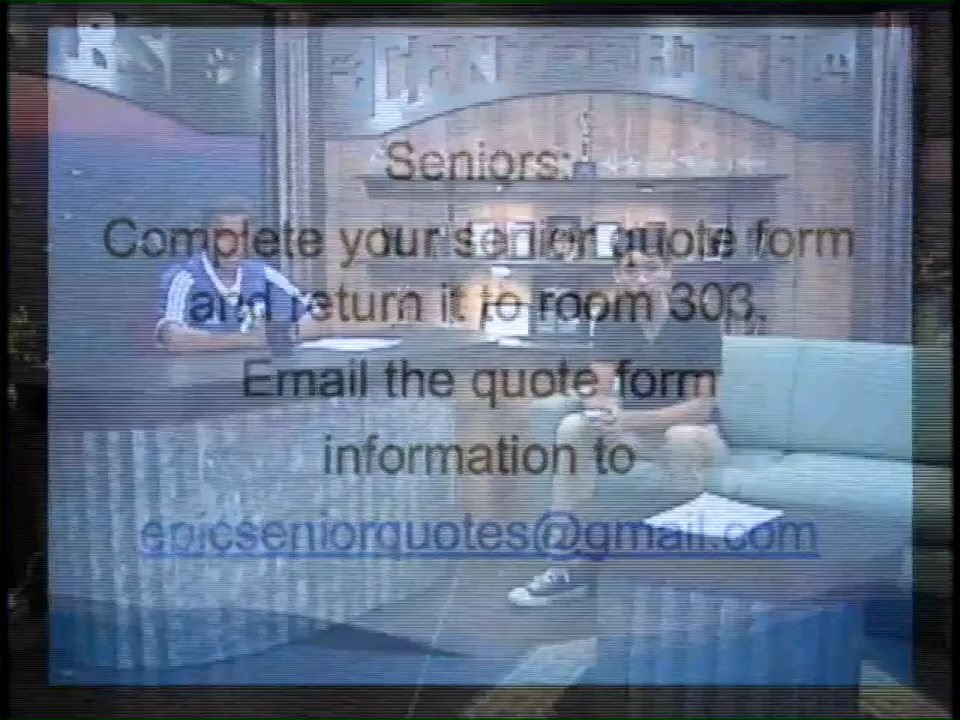 Seniors:
Complete your senior quote form
and return it to room 303.
Email the quote form
information to
epicseniorquotes@gmail.com